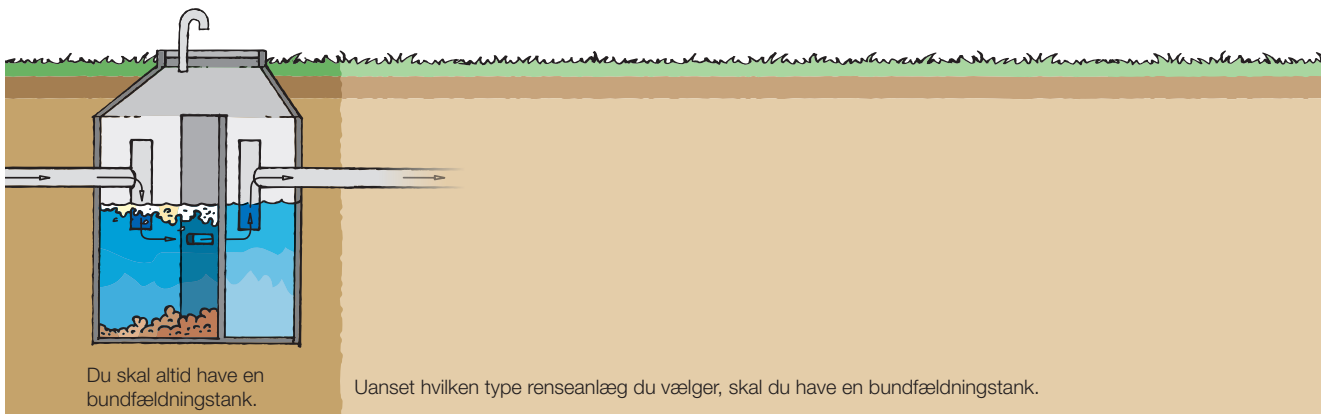 Du skal altid have en
bundfældningstank.
Uanset hvilken type renseanlæg du vælger, skal du have en bundfældningstank.